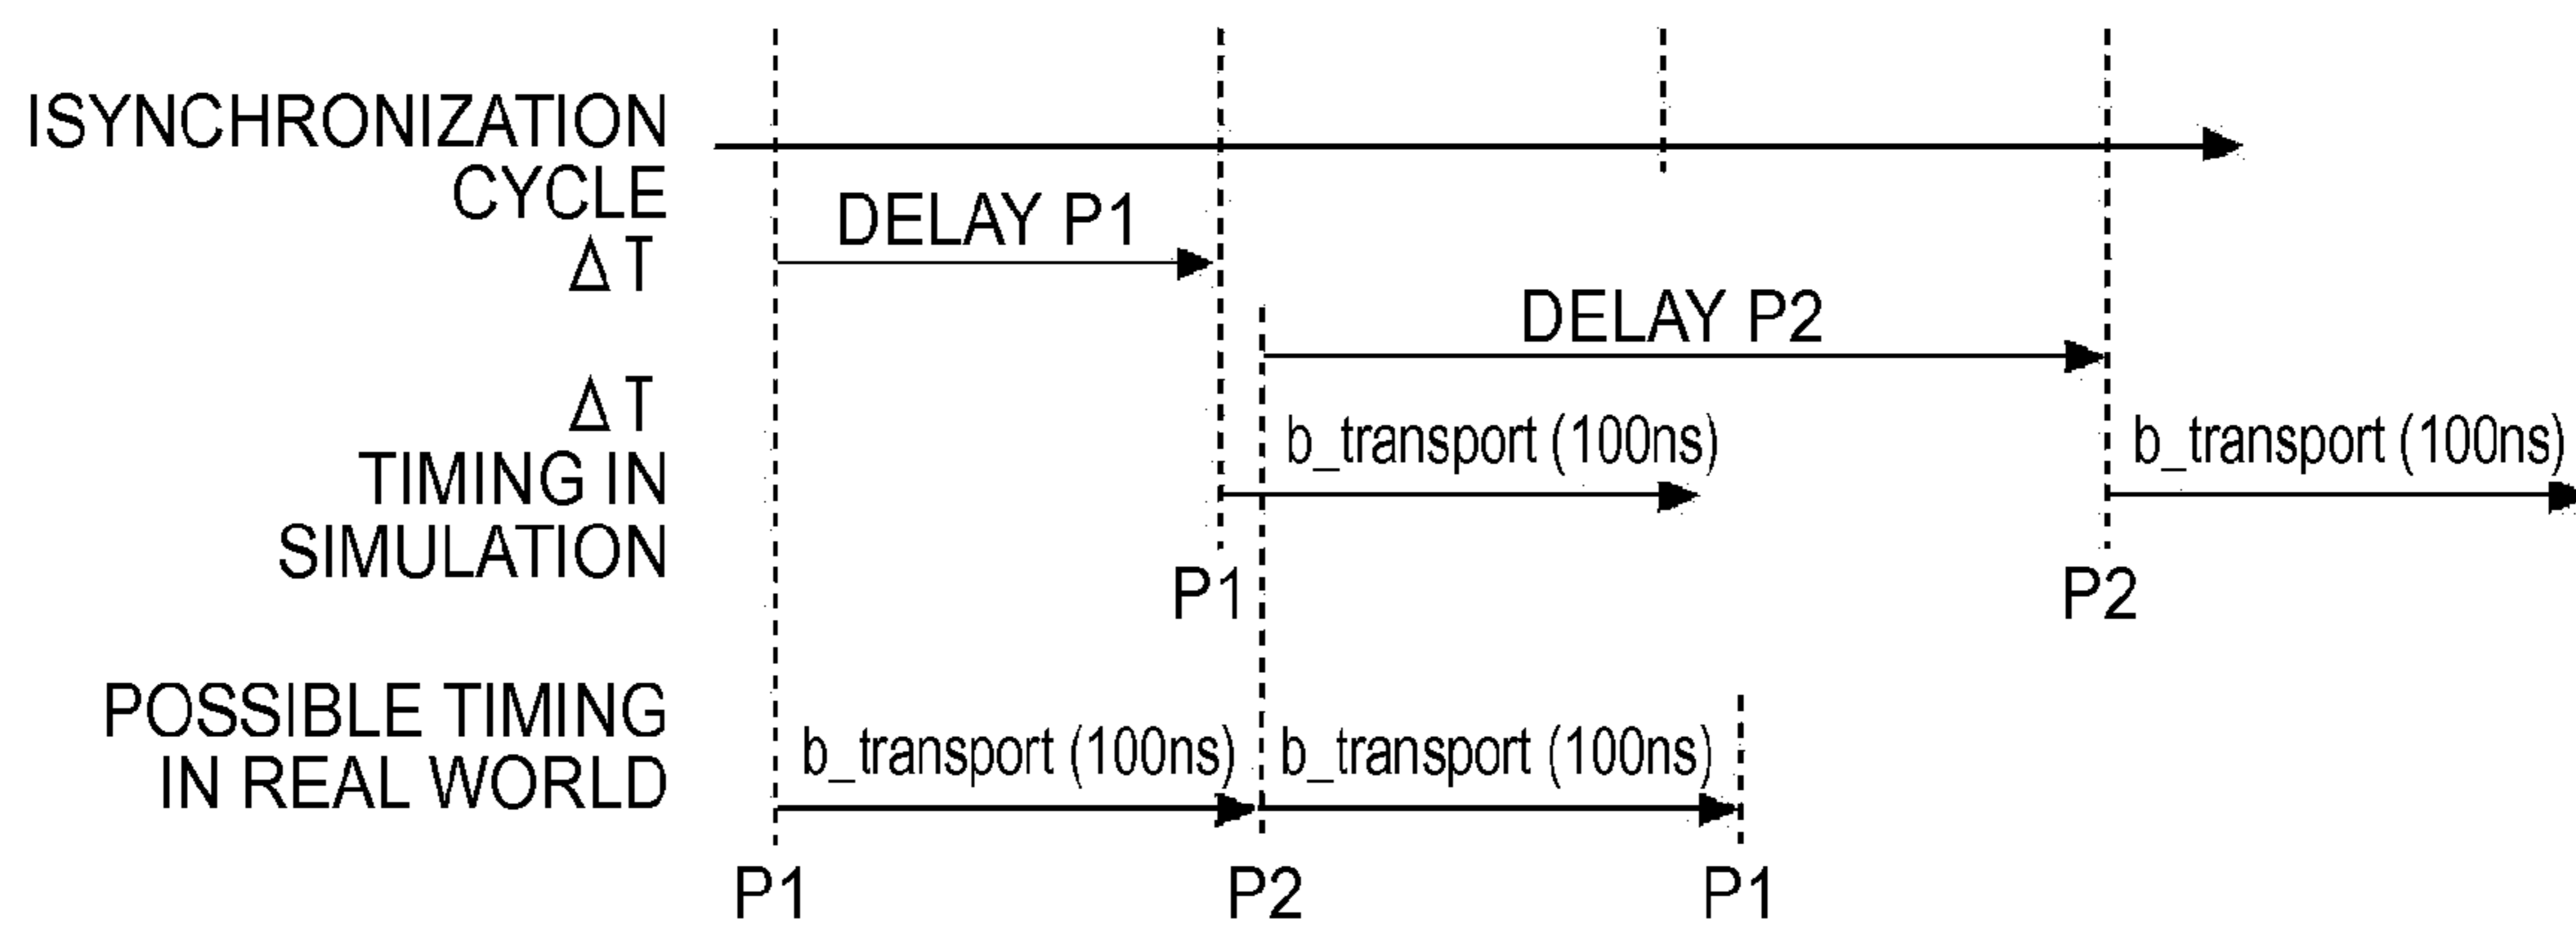 ISYNCHRONIZATION
CYCLE
ΔT
DELAY P1
DELAY P2
ΔT
TIMING IN
SIMULATION
b_transport (100ns)
b_transport (100ns)
P1
P2
POSSIBLE TIMING
IN REAL WORLD
b_transport (100ns)
b_transport (100ns)
P1
P2
P1